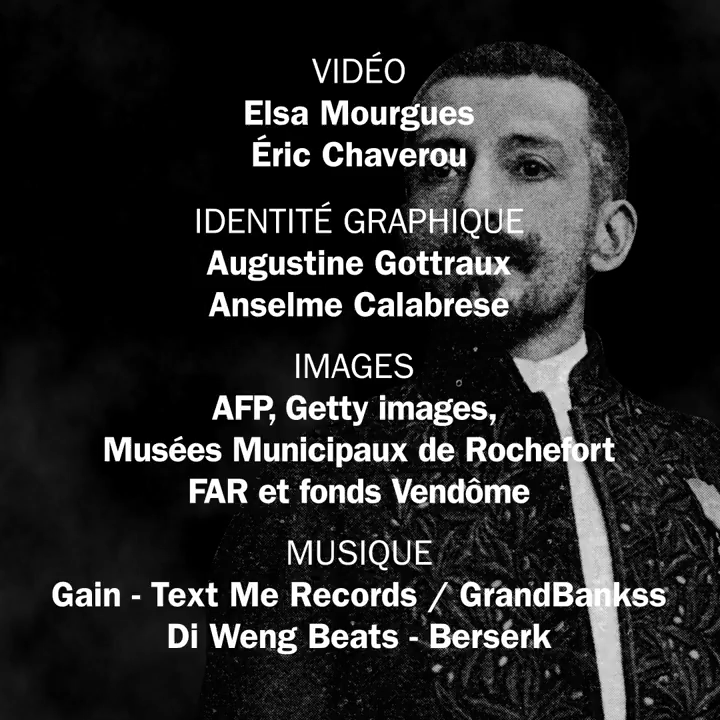 VIDÉO
Elsa Mourgues
Éric Chaverou
IDENTITÉ GRAPHIQUE
Augustine Gottraux
Anselme Calabrese
IMAGES
AFP, Getty images,
Musées Municipaux de Rochefort
FAR et fonds Vendôme
MUSIQUE
Gain - Text Me Records / GrandBankss
Di Weng Beats - Berserk